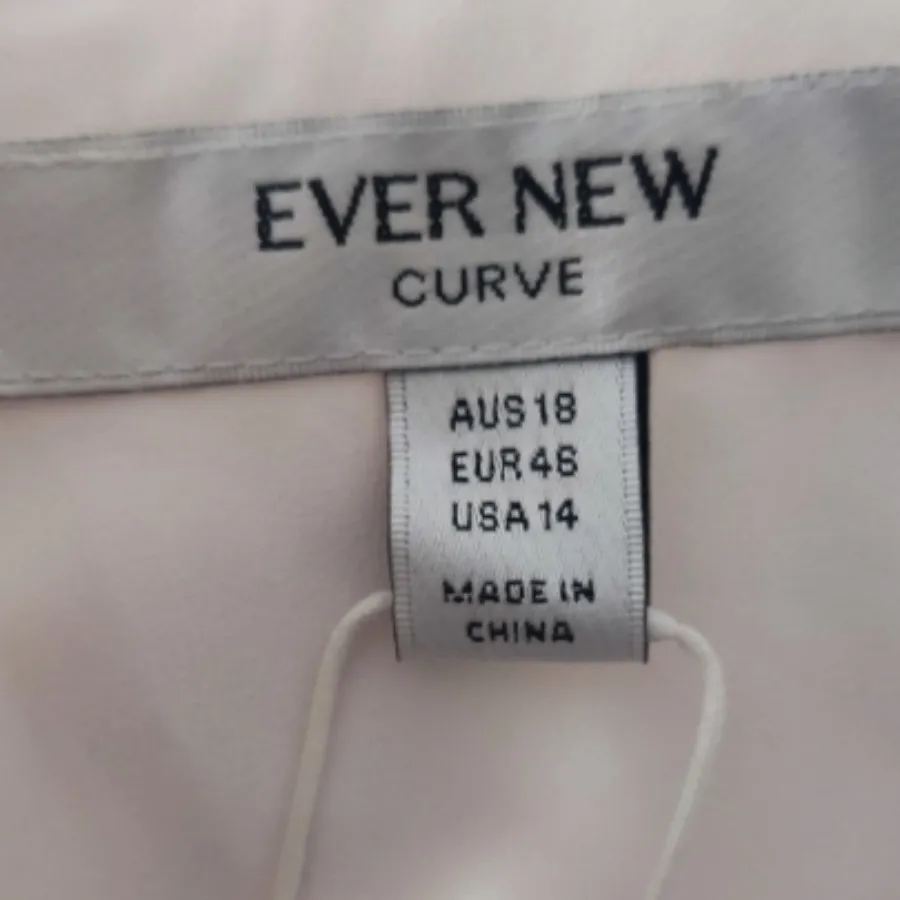 EVER NEW
CURVE
AUS 18
EUR 46
USA 14
MADE IN
CHINA